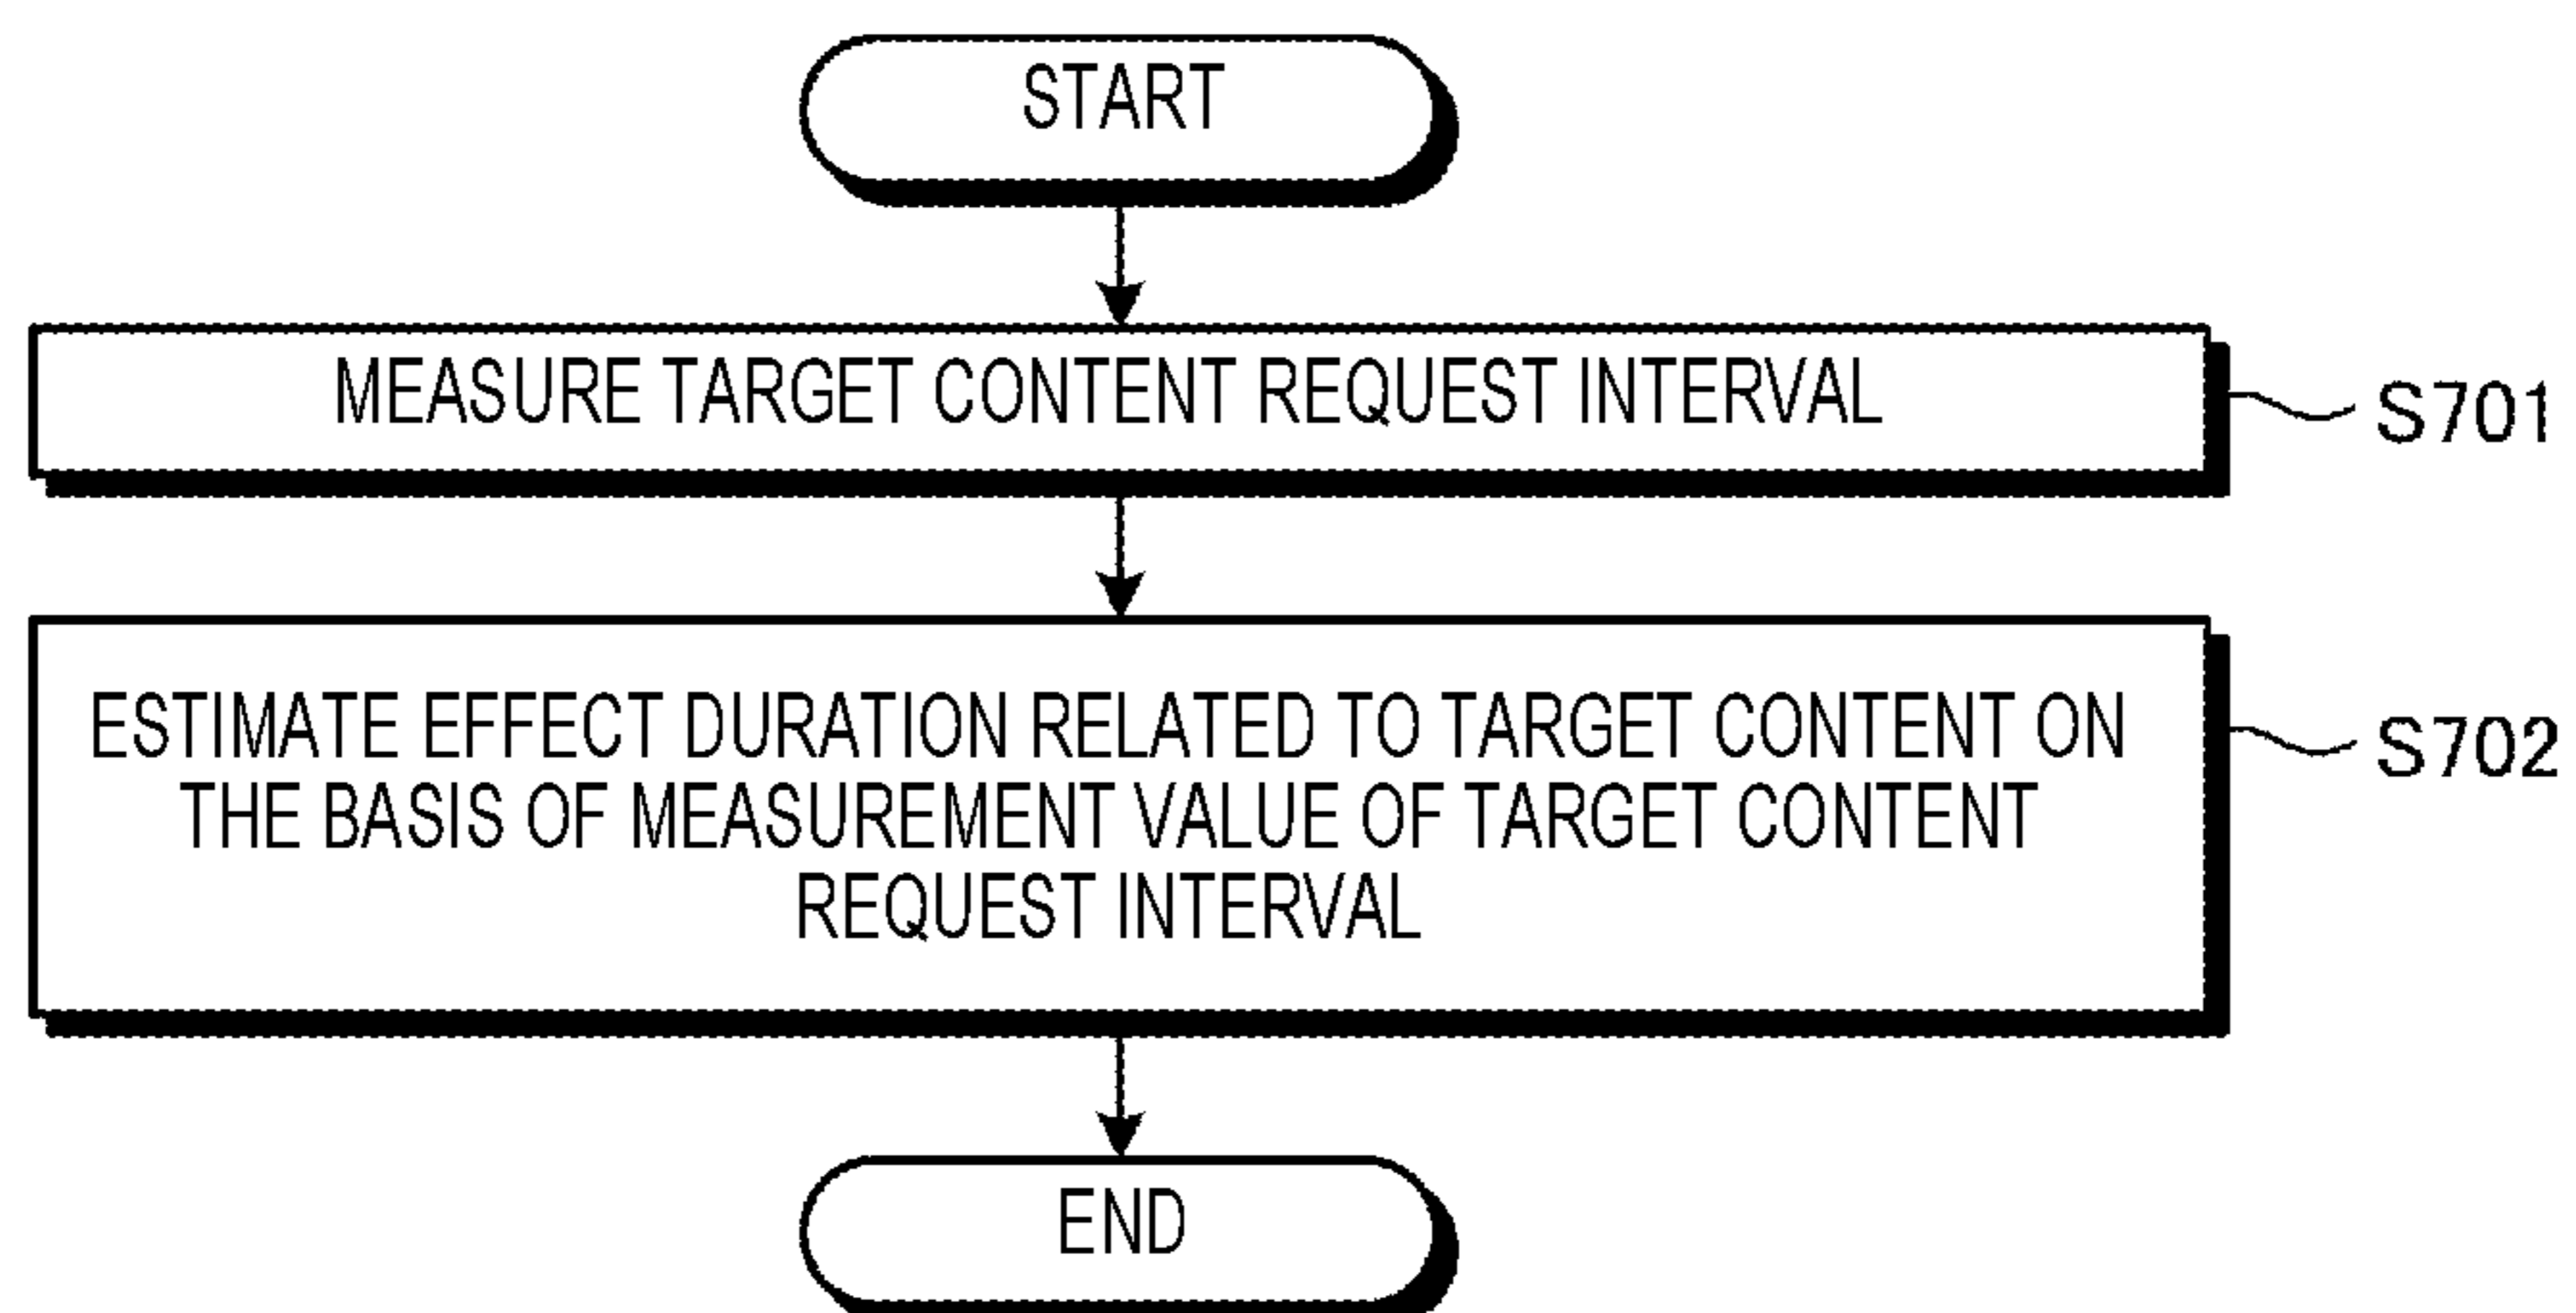 START
MEASURE TARGET CONTENT REQUEST INTERVAL
S701
ESTIMATE EFFECT DURATION RELATED TO TARGET CONTENT ON
THE BASIS OF MEASUREMENT VALUE OF TARGET CONTENT
REQUEST INTERVAL
S702
END